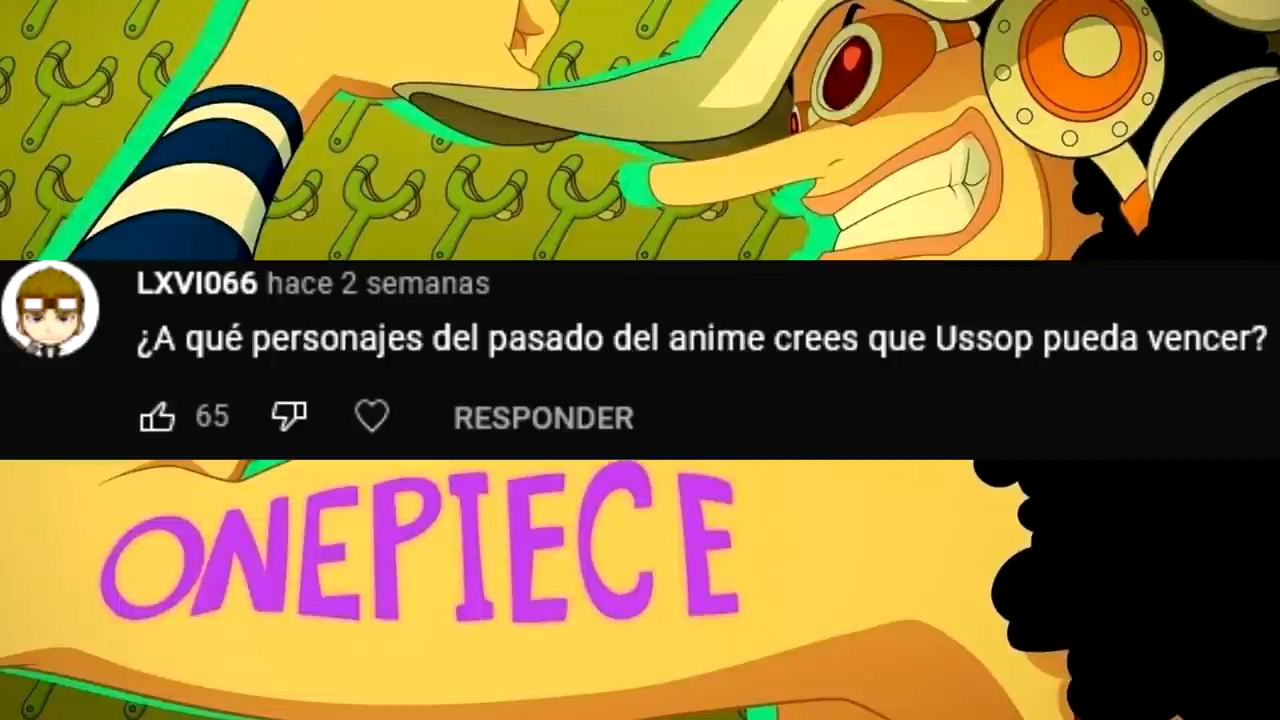 LXVI066 hace 2 semanas
¿A qué personajes del pasado del anime crees que Ussop pueda vencer?
65 RESPONDER
ONEPIECE